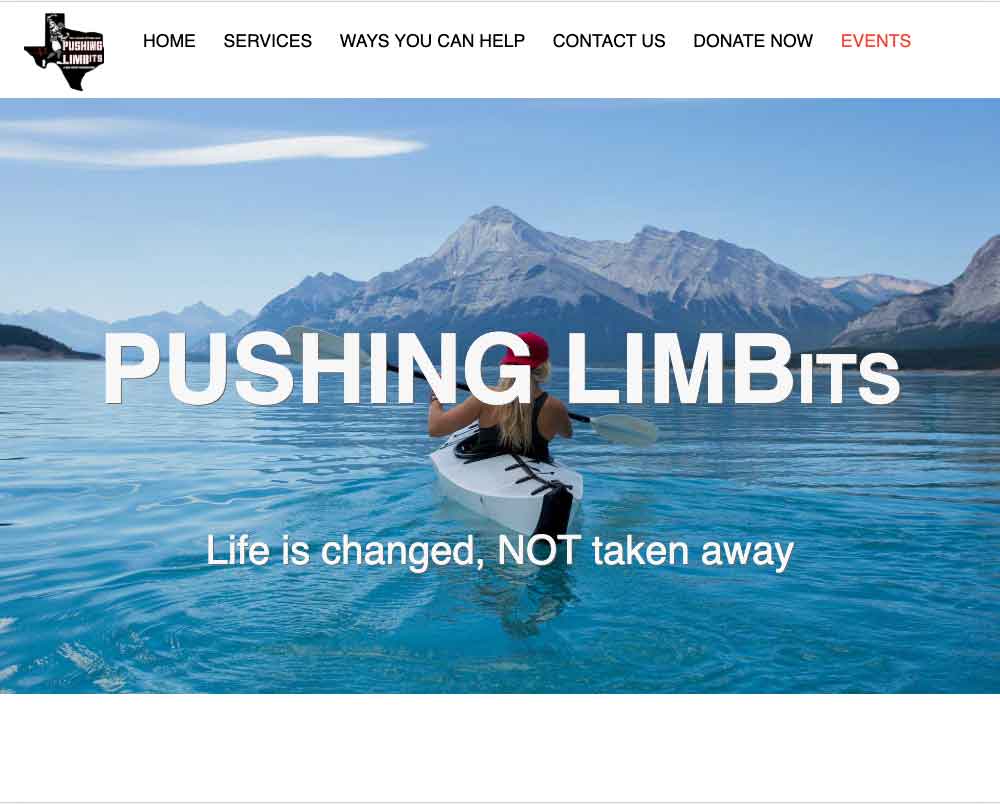 PUSHING
LIMBITS
HOME SERVICES WAYS YOU CAN HELP CONTACT US DONATE NOW EVENTS
PUSHING LIMBITS
Life is changed, NOT taken away